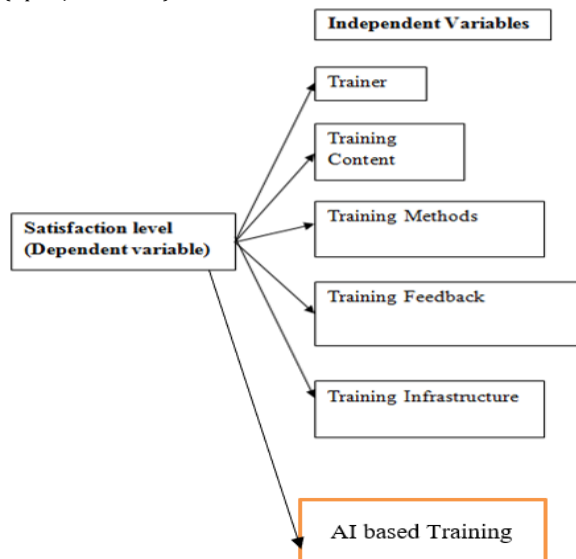 Independent Variables
Trainer
Training
Content
Satisfaction level
(Dependent variable)
Training Methods
Training Feedback
Training Infrastructure
AI based Training